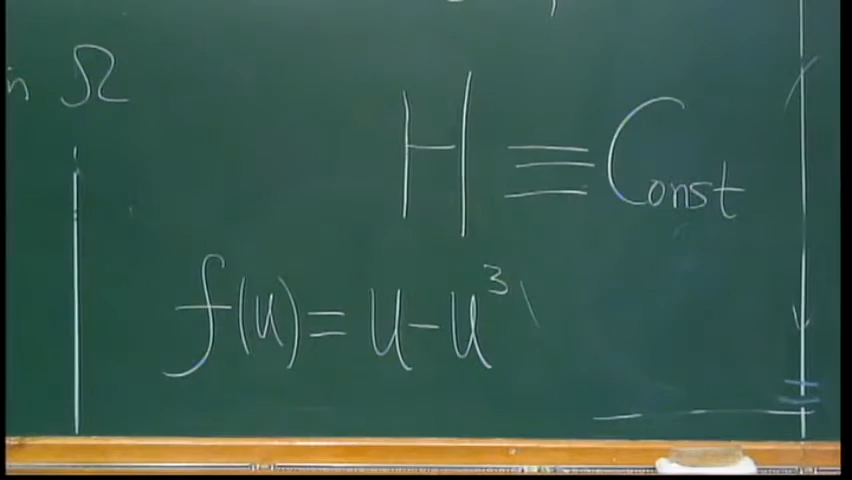 Ω
H ≡ Const
f(u) = u - u³